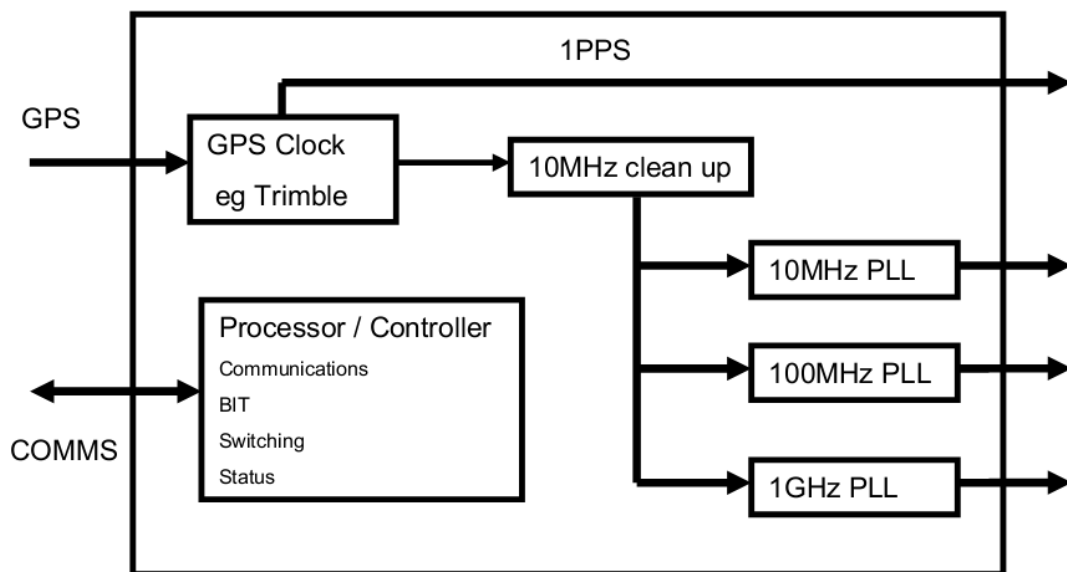 1PPS
GPS
GPS Clock
eg Trimble
10MHz clean up
10MHz PLL
Processor / Controller
Communications
BIT
Switching
Status
100MHz PLL
COMMS
1GHz PLL